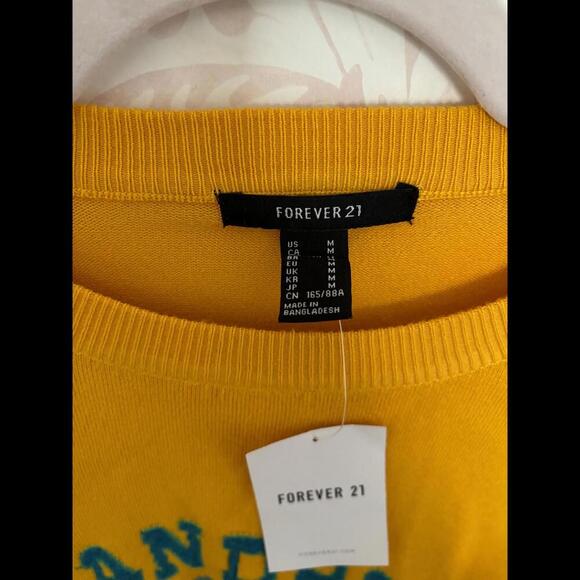 FOREVER 21
US M
CA M
EU M
UK M
KR M
JP M
CN 165/88A
MADE IN
BANGLADESH
FOREVER 21